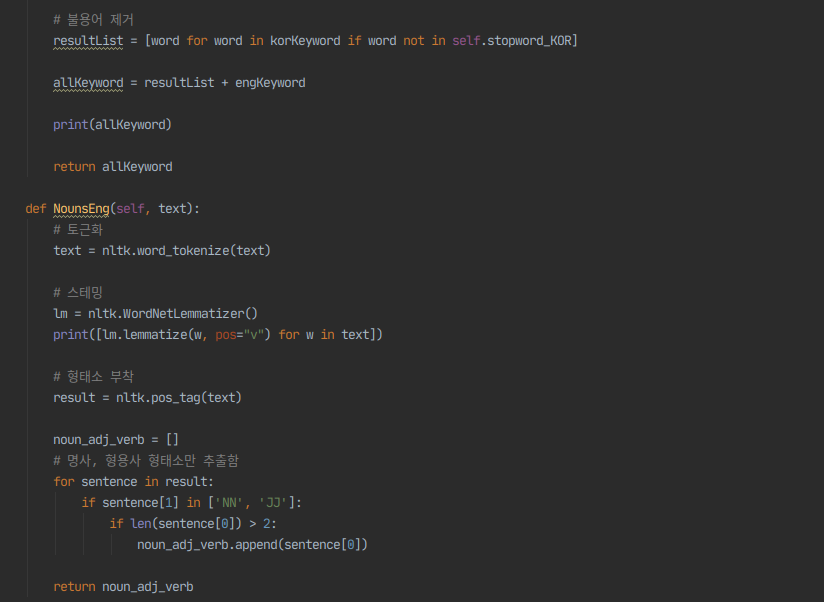 # 불용어 제거
resultList = [word for word in korKeyword if word not in self.stopword_KOR]
allKeyword = resultList + engKeyword
print(allKeyword)
return allKeyword
def NounsEng(self, text):
# 토근화
text = nltk.word_tokenize(text)
# 스테밍
lm = nltk.WordNetLemmatizer()
print([lm.lemmatize(w, pos="v") for w in text])
# 형태소 부착
result = nltk.pos_tag(text)
noun_adj_verb = []
# 명사, 형용사 형태소만 추출함
for sentence in result:
if sentence[1] in ['NN', 'JJ']:
if len(sentence[0]) > 2:
noun_adj_verb.append(sentence[0])
return noun_adj_verb